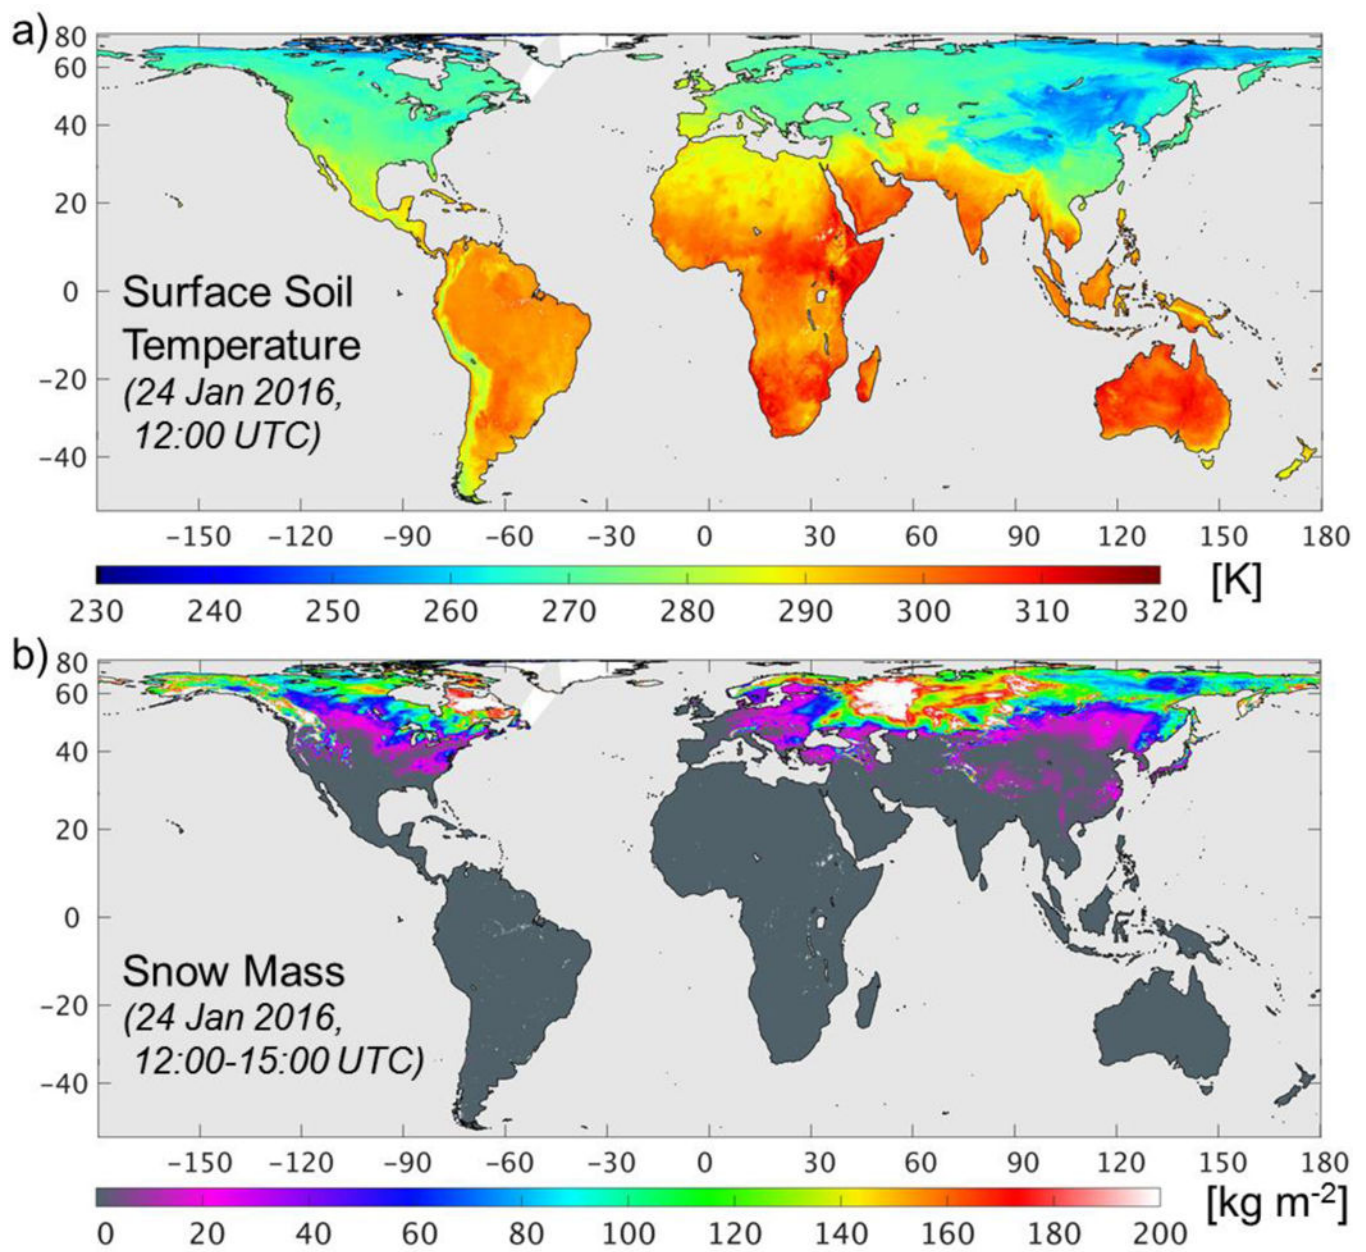 a)
80
60
40
20
0
−20
−40
Surface Soil
Temperature
(24 Jan 2016,
12:00 UTC)
−150 −120 −90 −60 −30 0 30 60 90 120 150 180
230 240 250 260 270 280 290 300 310 320
[K]
b)
80
60
40
20
0
−20
−40
Snow Mass
(24 Jan 2016,
12:00-15:00 UTC)
−150 −120 −90 −60 −30 0 30 60 90 120 150 180
0 20 40 60 80 100 120 140 160 180 200
[kg m-2]